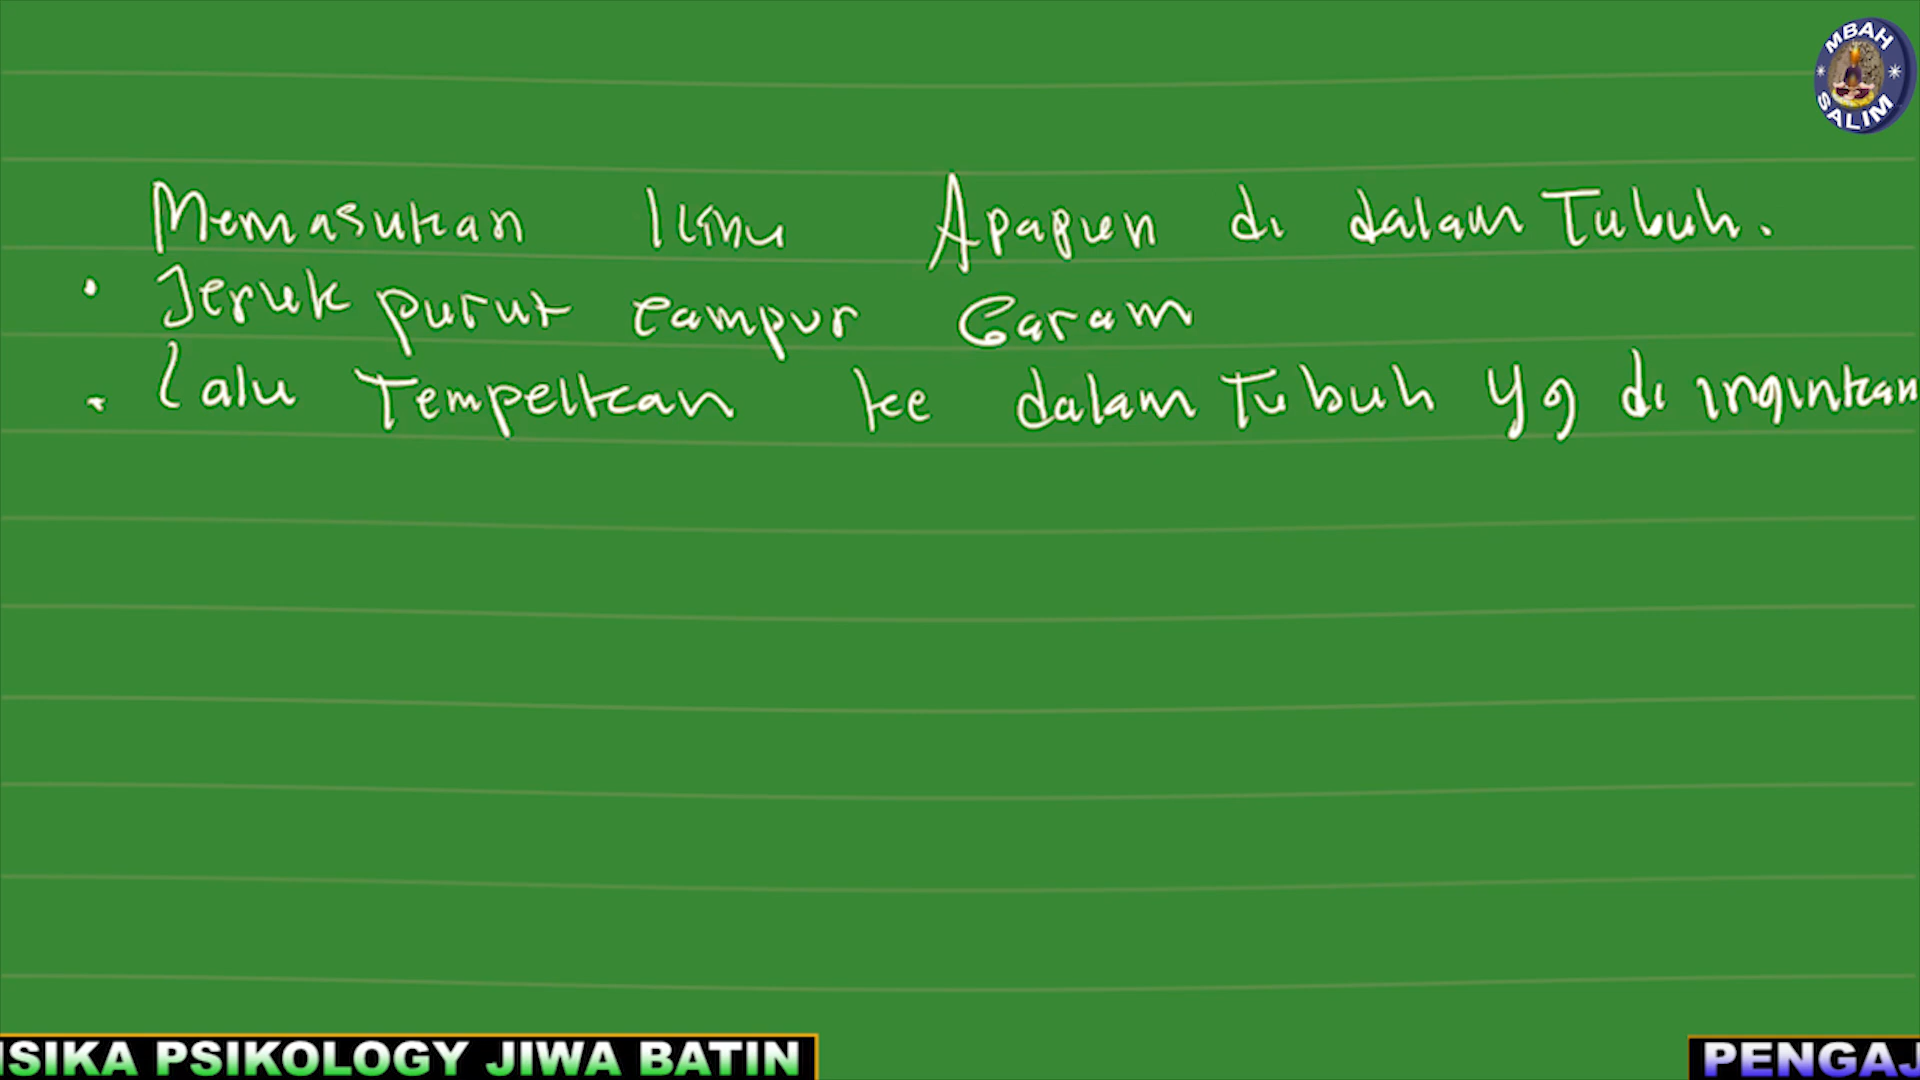 MBAH SALIM
Memasukan Ilmu Apapun di dalam Tubuh.
• Jeruk purut campur Garam
• Lalu Tempelkan ke dalam Tubuh yg di inginkan
ISIKA PSIKOLOGY JIWA BATIN
PENGAJ